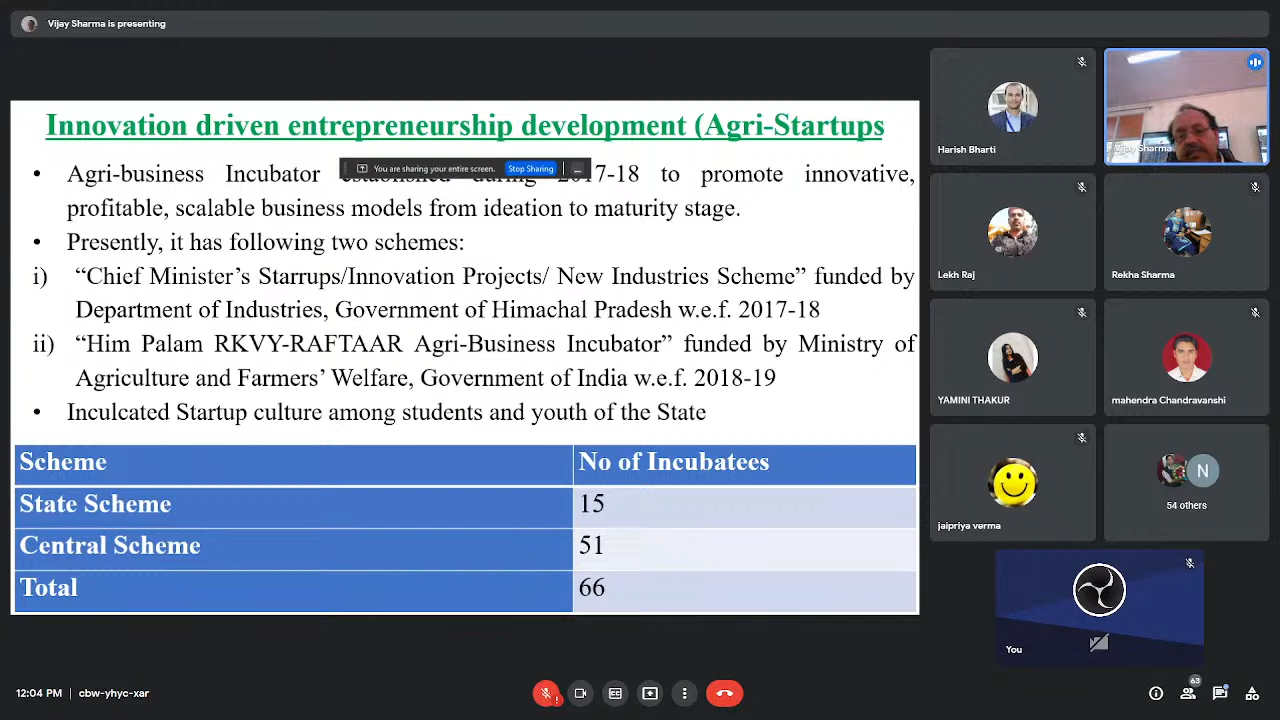 Vijay Sharma is presenting
Innovation driven entrepreneurship development (Agri-Startups
You are sharing your entire screen. Stop Sharing
• Agri-business Incubator established during 2017-18 to promote innovative,
profitable, scalable business models from ideation to maturity stage.
• Presently, it has following two schemes:
i) “Chief Minister’s Starrups/Innovation Projects/ New Industries Scheme” funded by
Department of Industries, Government of Himachal Pradesh w.e.f. 2017-18
ii) “Him Palam RKVY-RAFTAAR Agri-Business Incubator” funded by Ministry of
Agriculture and Farmers’ Welfare, Government of India w.e.f. 2018-19
• Inculcated Startup culture among students and youth of the State
Scheme No of Incubatees
State Scheme 15
Central Scheme 51
Total 66
Harish Bharti
Vijay Sharma
Lekh Raj
Rekha Sharma
YAMINI THAKUR
mahendra Chandravanshi
jaipriya verma
N
54 others
You
12:04 PM | cbw-yhyc-xar
63